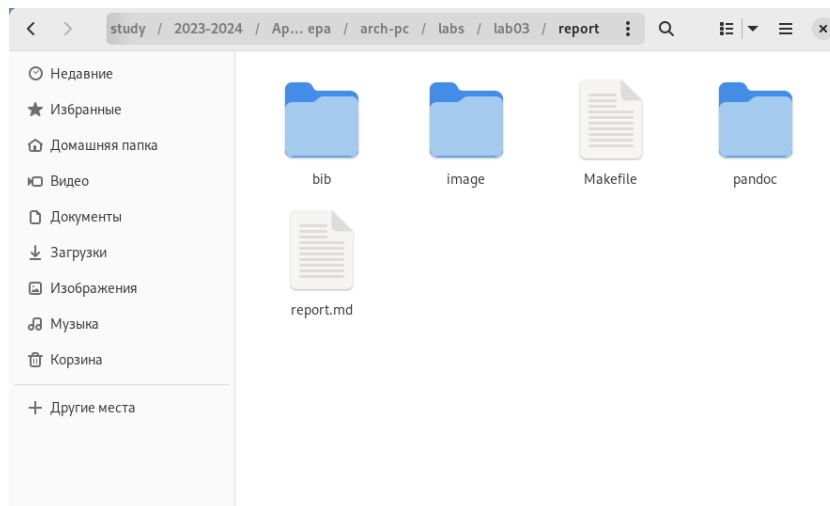 study / 2023-2024 / Ар… ера / arch-pc / labs / lab03 / report
Недавние
Избранные
Домашняя папка
Видео
Документы
Загрузки
Изображения
Музыка
Корзина
Другие места
bib image Makefile pandoc
report.md